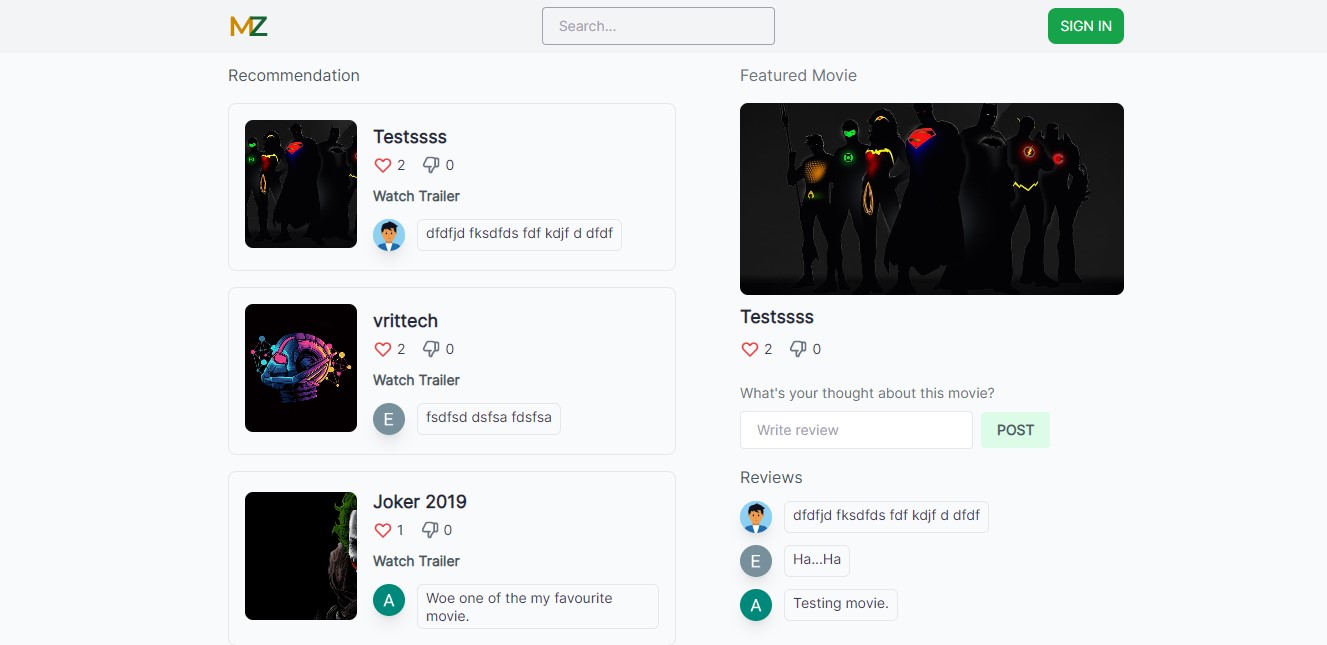 MZ
Search...
SIGN IN
Recommendation
Testssss
2 0
Watch Trailer
dfdfjd fksdfds fdf kdjf d dfdf
vrittech
2 0
Watch Trailer
E
fsdfsd dsfsa fdsfsa
Joker 2019
1 0
Watch Trailer
A
Woe one of the my favourite
movie.
Featured Movie
Testssss
2 0
What's your thought about this movie?
Write review
POST
Reviews
dfdfjd fksdfds fdf kdjf d dfdf
E
Ha...Ha
A
Testing movie.